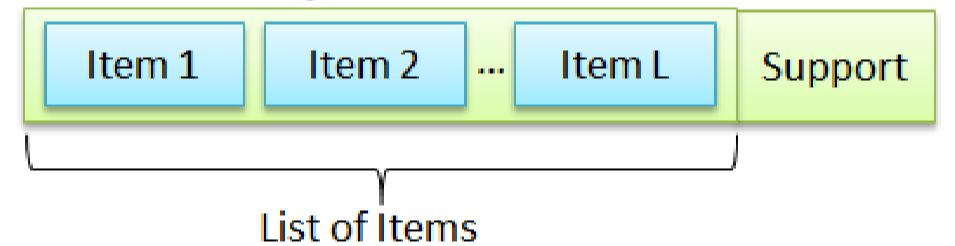 Item 1 Item 2 ... Item L Support
List of Items